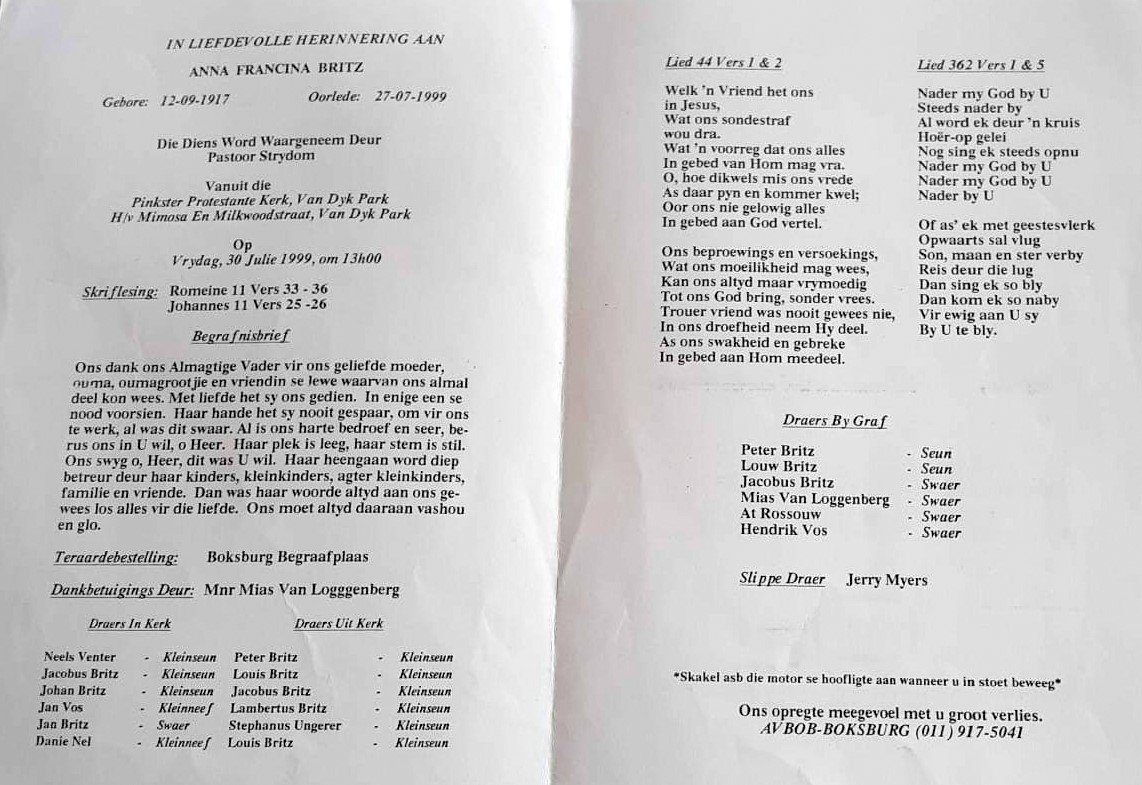 IN LIEFDEVOLLE HERINNERING AAN
ANNA FRANCINA BRITZ
Gebore: 12-09-1917 Oorlede: 27-07-1999
Die Diens Word Waargeneem Deur
Pastoor Strydom
Vanuit die
Pinkster Protestante Kerk, Van Dyk Park
H/v Mimosa En Milkwoodstraat, Van Dyk Park
Op
Vrydag, 30 Julie 1999, om 13h00
Skriflesing: Romeine 11 Vers 33 - 36
Johannes 11 Vers 25 -26
Begrafnisbrief
Ons dank ons Almagtige Vader vir ons geliefde moeder,
ouma, oumagrootjie en vriendin se lewe waarvan ons almal
deel kon wees. Met liefde het sy ons gedien. In enige een se
nood voorsien. Haar hande het sy nooit gespaar, om vir ons
te werk, al was dit swaar. Al is ons harte bedroef en seer, be-
rus ons in U wil, o Heer. Haar plek is leeg, haar stem is stil.
Ons swyg o, Heer, dit was U wil. Haar heengaan word diep
betreur deur haar kinders, kleinkinders, agter kleinkinders,
familie en vriende. Dan was haar woorde altyd aan ons ge-
wees los alles vir die liefde. Ons moet altyd daaraan vashou
en glo.
Teraardebestelling: Boksburg Begraafplaas
Dankbetuigings Deur: Mnr Mias Van Logggenberg
Draers In Kerk Draers Uit Kerk
Neels Venter - Kleinseun Peter Britz - Kleinseun
Jacobus Britz - Kleinseun Louis Britz - Kleinseun
Johan Britz - Kleinseun Jacobus Britz - Kleinseun
Jan Vos - Kleinneef Lambertus Britz - Kleinseun
Jan Britz - Swaer Stephanus Ungerer - Kleinseun
Danie Nel - Kleinneef Louis Britz - Kleinseun
Lied 44 Vers 1 & 2
Welk 'n Vriend het ons
in Jesus,
Wat ons sondestraf
wou dra.
Wat 'n voorreg dat ons alles
In gebed van Hom mag vra.
O, hoe dikwels mis ons vrede
As daar pyn en kommer kwel;
Oor ons nie gelowig alles
In gebed aan God vertel.
Ons beproewings en versoekings,
Wat ons moeilikheid mag wees,
Kan ons altyd maar vrymoedig
Tot ons God bring, sonder vrees.
Trouer vriend was nooit gewees nie,
In ons droefheid neem Hy deel.
As ons swakheid en gebreke
In gebed aan Hom meedeel.
Lied 362 Vers 1 & 5
Nader my God by U
Steeds nader by
Al word ek deur 'n kruis
Hoër-op gelei
Nog sing ek steeds opnu
Nader my God by U
Nader my God by U
Nader by U
Of as' ek met geestesvlerk
Opwaarts sal vlug
Son, maan en ster verby
Reis deur die lug
Dan sing ek so bly
Dan kom ek so naby
Vir ewig aan U sy
By U te bly.
Draers By Graf
Peter Britz - Seun
Louw Britz - Seun
Jacobus Britz - Swaer
Mias Van Loggenberg - Swaer
At Rossouw - Swaer
Hendrik Vos - Swaer
Slippe Draer Jerry Myers
*Skakel asb die motor se hoofligte aan wanneer u in stoet beweeg*
Ons opregte meegevoel met u groot verlies.
AVBOB-BOKSBURG (011) 917-5041